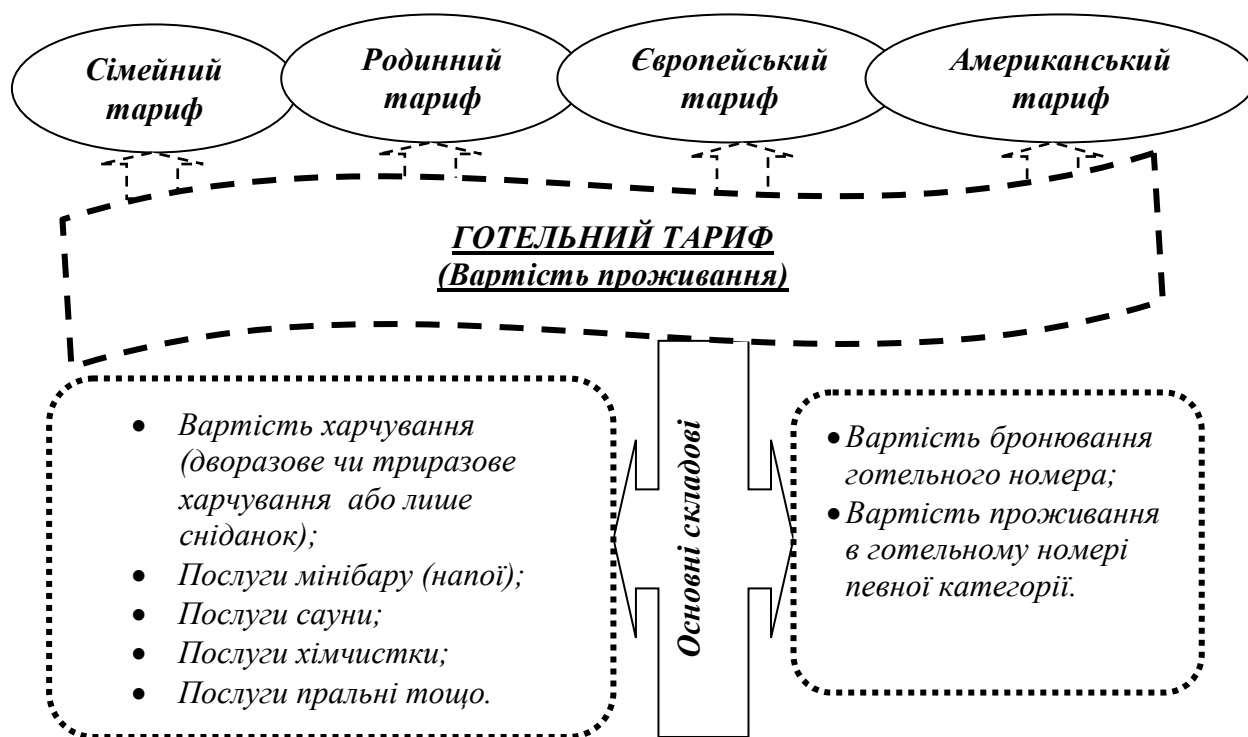 Сімейний
тариф
Родинний
тариф
Європейський
тариф
Американський
тариф
ГОТЕЛЬНИЙ ТАРИФ
(Вартість проживання)
• Вартість харчування
(дворазове чи триразове
харчування або лише
сніданок);
• Послуги мінібару (напої);
• Послуги сауни;
• Послуги хімчистки;
• Послуги пральні тощо.
Основні складові
• Вартість бронювання
готельного номера;
• Вартість проживання
в готельному номері
певної категорії.